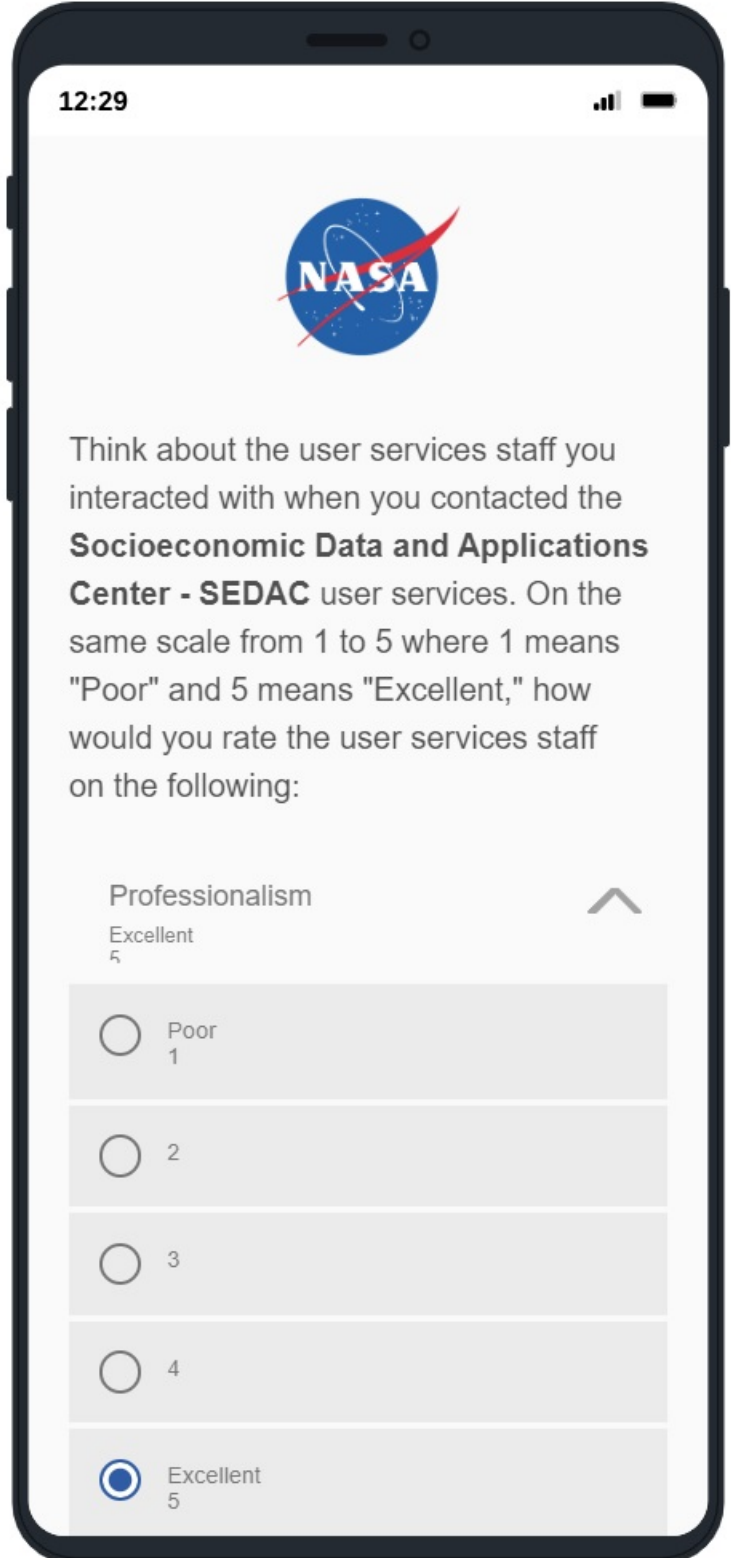 12:29
NASA
Think about the user services staff you
interacted with when you contacted the
Socioeconomic Data and Applications
Center - SEDAC user services. On the
same scale from 1 to 5 where 1 means
"Poor" and 5 means "Excellent," how
would you rate the user services staff
on the following:
Professionalism
Excellent
5
Poor
1
2
3
4
Excellent
5